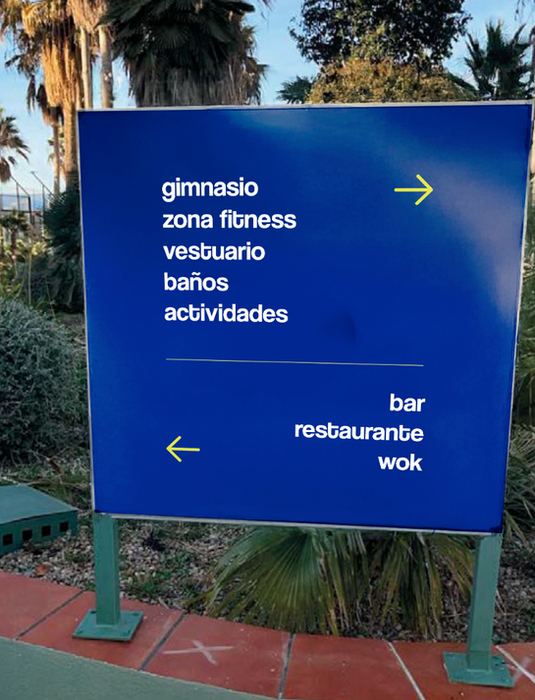 gimnasio
zona fitness
vestuario
baños
actividades
bar
restaurante
wok